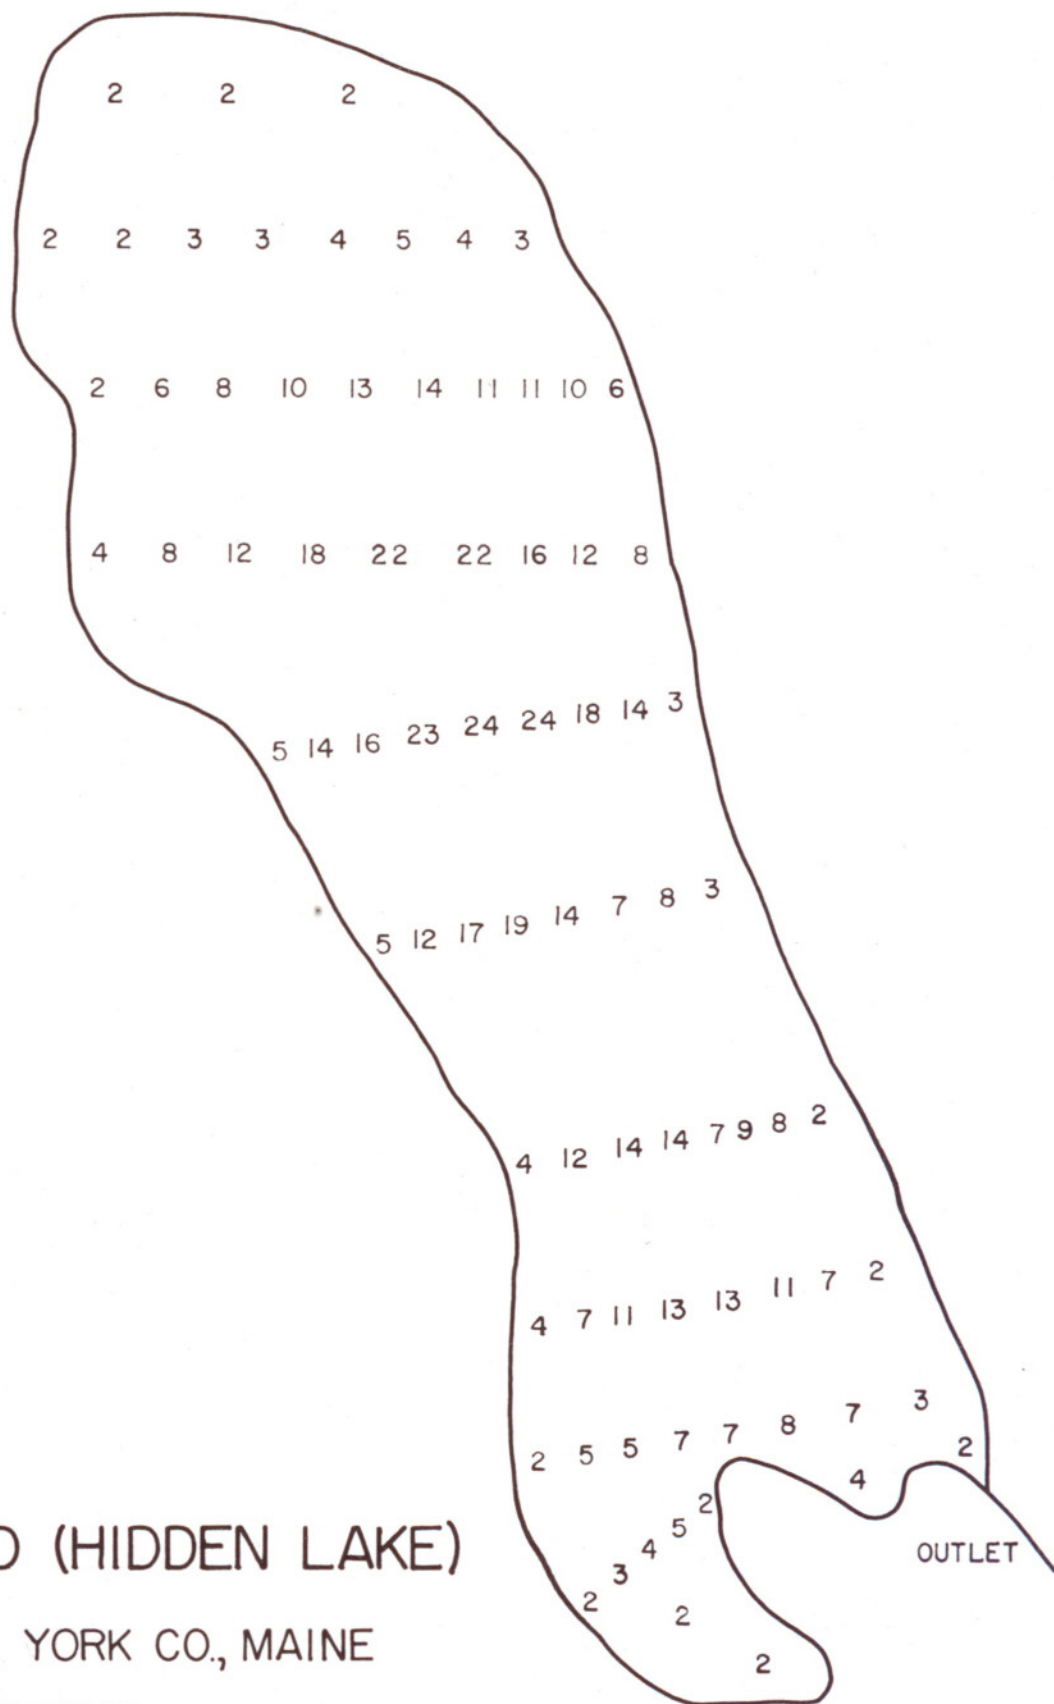 2 2 2
2 2 3 3 4 5 4 3
2 6 8 10 13 14 11 11 10 6
4 8 12 18 22 22 16 12 8
5 14 16 23 24 24 18 14 3
5 12 17 19 14 7 8 3
4 12 14 14 7 9 8 2
4 7 11 13 13 11 7 2
2 5 5 7 7 8 7 3
2
4
2 3 4 5 2
2
2
OUTLET
(HIDDEN LAKE)
YORK CO., MAINE